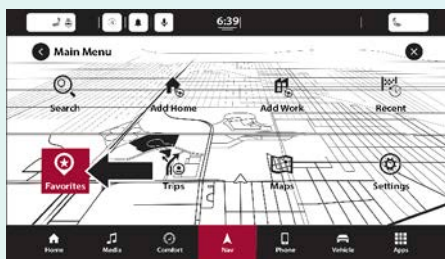 6:39
Main Menu
Search
Add Home
Add Work
Recent
Favorites
Trips
Maps
Settings
Home
Media
Comfort
Nav
Phone
Vehicle
Apps